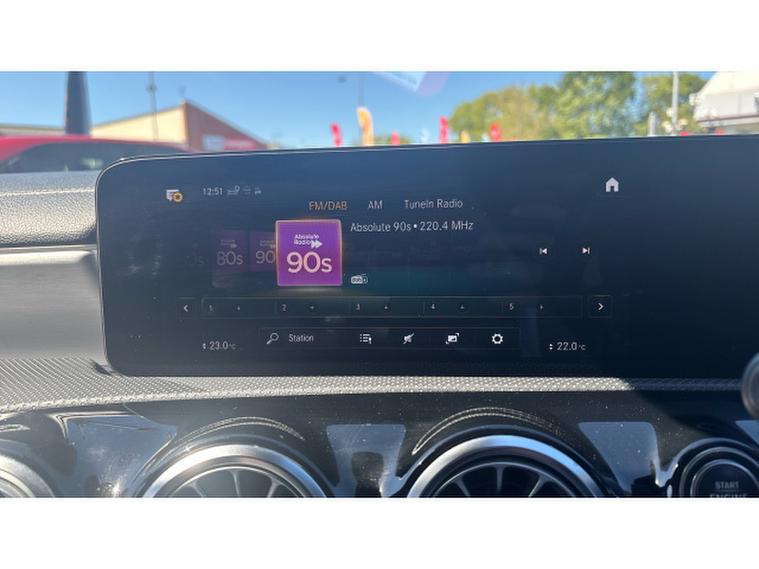 12:51
FM/DAB AM TuneIn Radio
Absolute 90s • 220.4 MHz
Absolute
Radio
80s 90 90s
1 + 2 + 3 + 4 + 5 +
Station
23.0°C 22.0°C
START
ENGINE